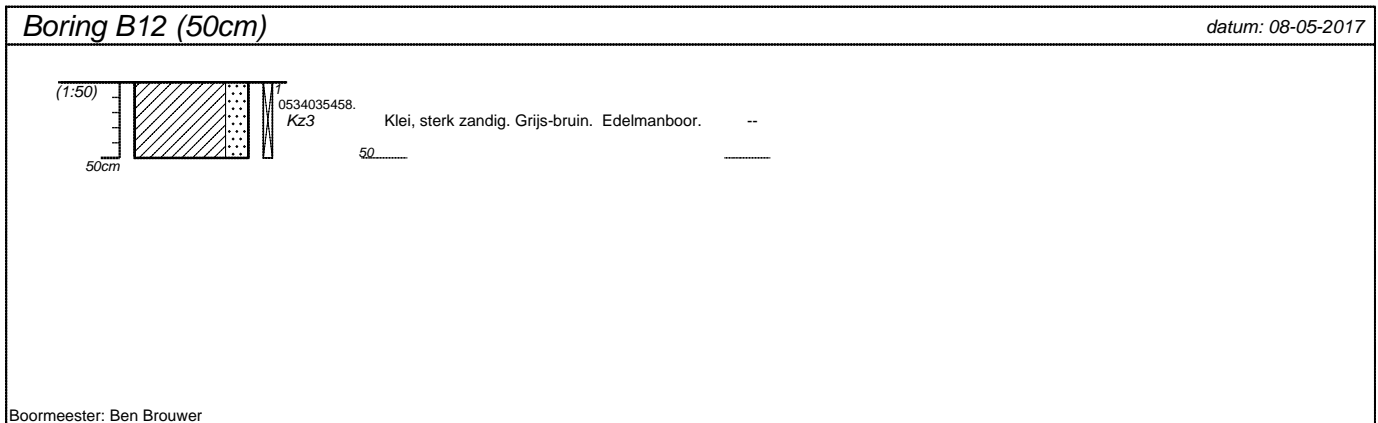 Boring B12 (50cm)
datum: 08-05-2017
(1:50)
1
0534035458.
Kz3
Klei, sterk zandig. Grijs-bruin. Edelmanboor.
--
50
50cm
Boormeester: Ben Brouwer